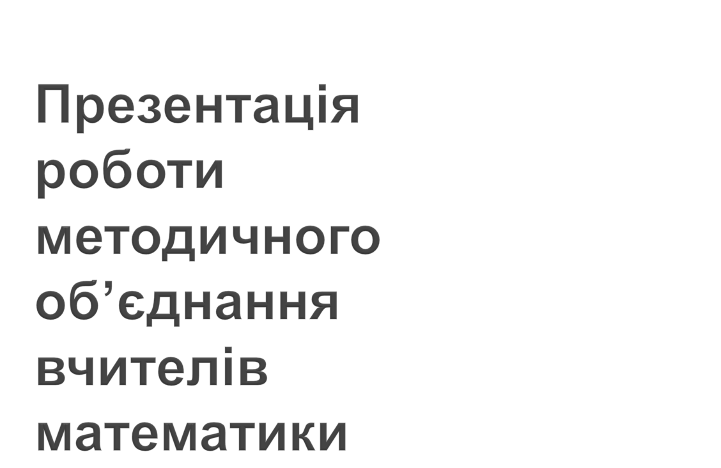 Презентація
роботи
методичного
об’єднання
вчителів
математики